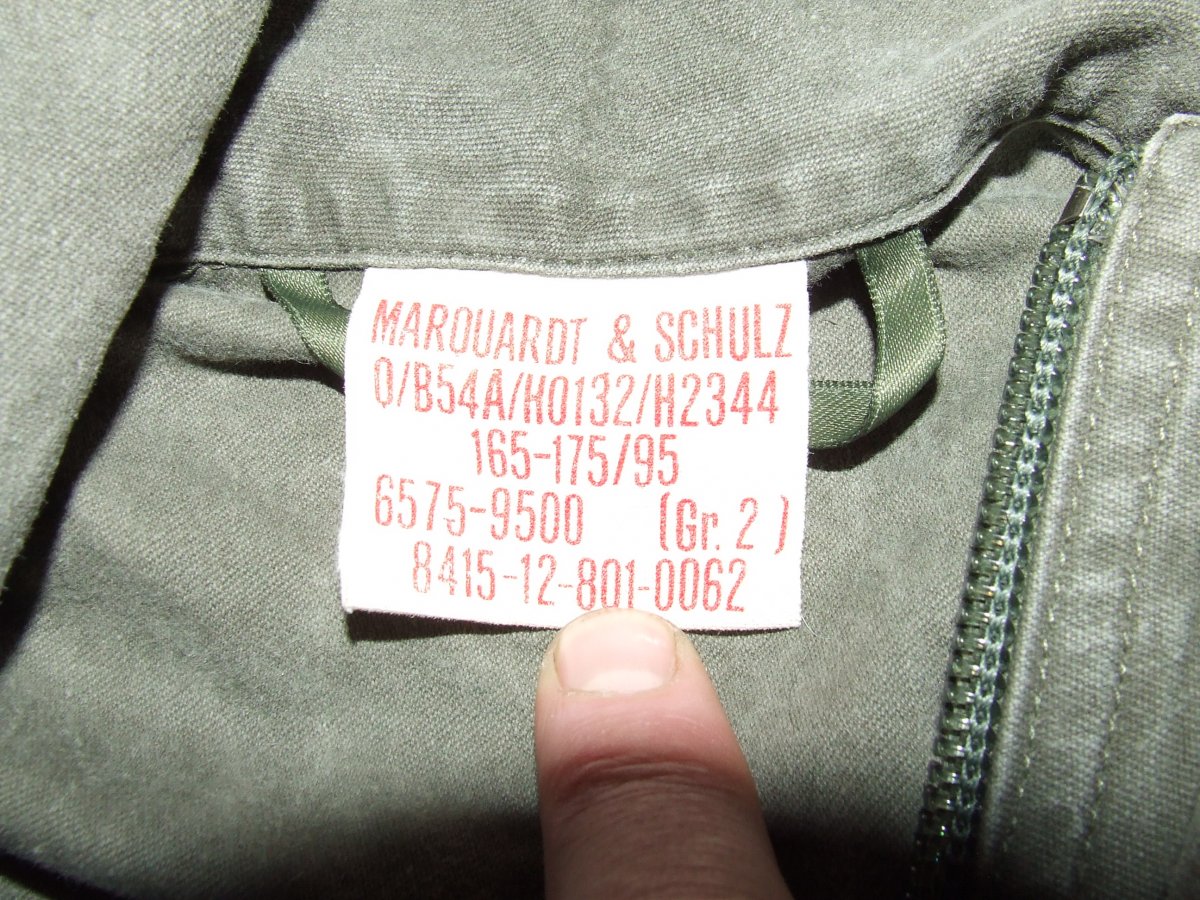 MARQUARDT & SCHULZ
Q/B54A/H0132/H2344
165-175/95
6575-9500 (Gr. 2 )
8415-12-801-0062